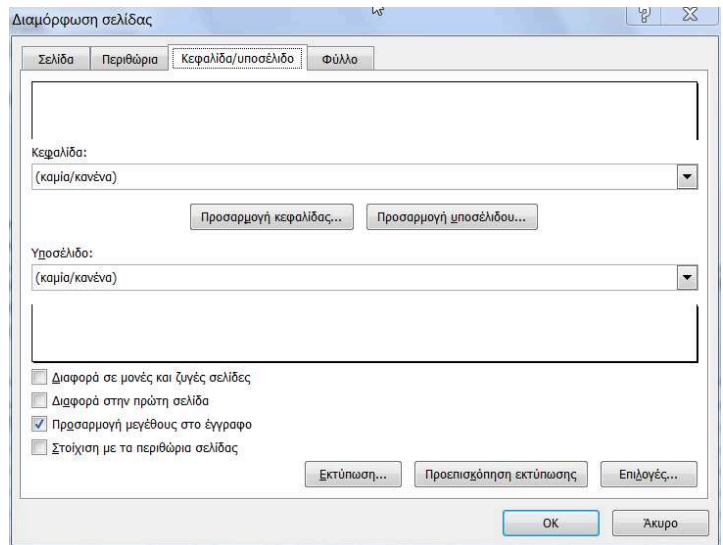 Διαμόρφωση σελίδας
Σελίδα Περιθώρια Κεφαλίδα/υποσέλιδο Φύλλο
Κεφαλίδα:
(καμία/κανένα)
Προσαρμογή κεφαλίδας... Προσαρμογή υποσέλιδου...
Υποσέλιδο:
(καμία/κανένα)
Διαφορά σε μονές και ζυγές σελίδες
Διαφορά στην πρώτη σελίδα
Προσαρμογή μεγέθους στο έγγραφο
Στοίχιση με τα περιθώρια σελίδας
Εκτύπωση... Προεπισκόπηση εκτύπωσης Επιλογές...
OK Άκυρο